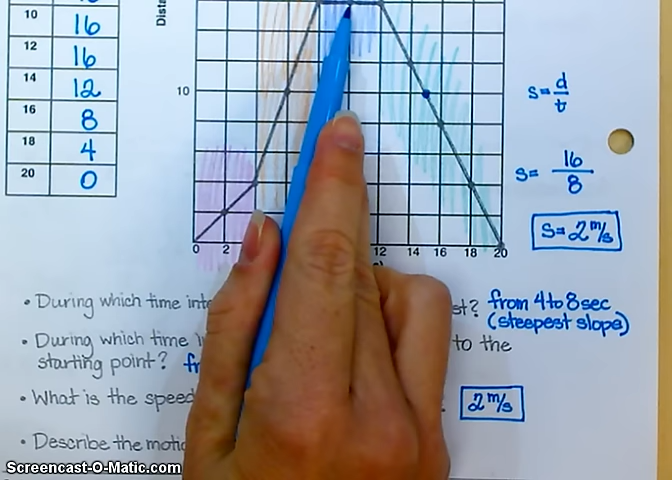 Dista
10 16
12 16
14 12
16 8
18 4
20 0
10
0 2 12 14 16 18 20
s = d/t
s = 16/8
s = 2 m/s
• During which time inte st? from 4 to 8 sec
(steepest slope)
• During which time i to the
starting point? fr
• What is the speed 2 m/s
• Describe the motio
Screencast-O-Matic.com